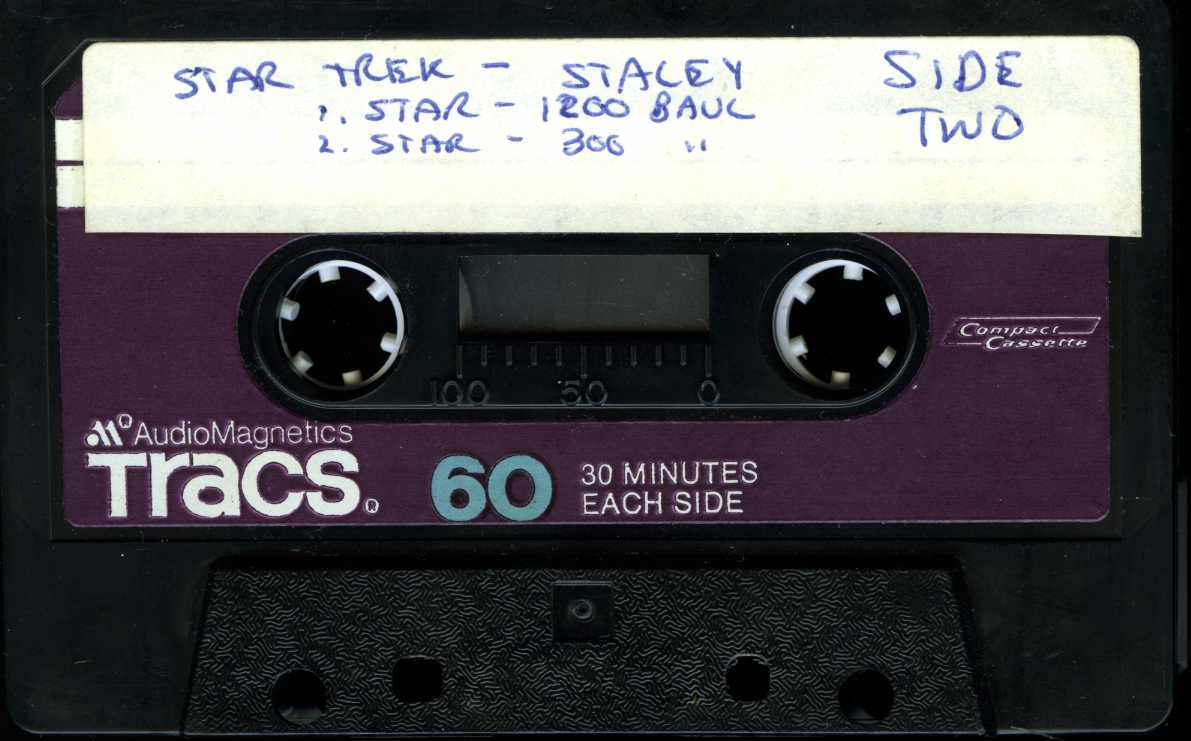 STAR TREK - STALEY
SIDE TWO
1. STAR - 1200 BAUD
2. STAR - 300 "
Compact Cassette
100 50 0
AudioMagnetics
Tracs
60
30 MINUTES
EACH SIDE